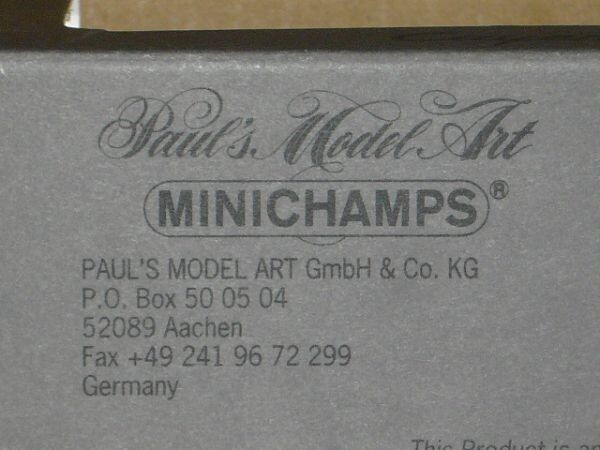 Paul's Model Art
MINICHAMPS®
PAUL'S MODEL ART GmbH & Co. KG
P.O. Box 50 05 04
52089 Aachen
Fax +49 241 96 72 299
Germany
This Product is an